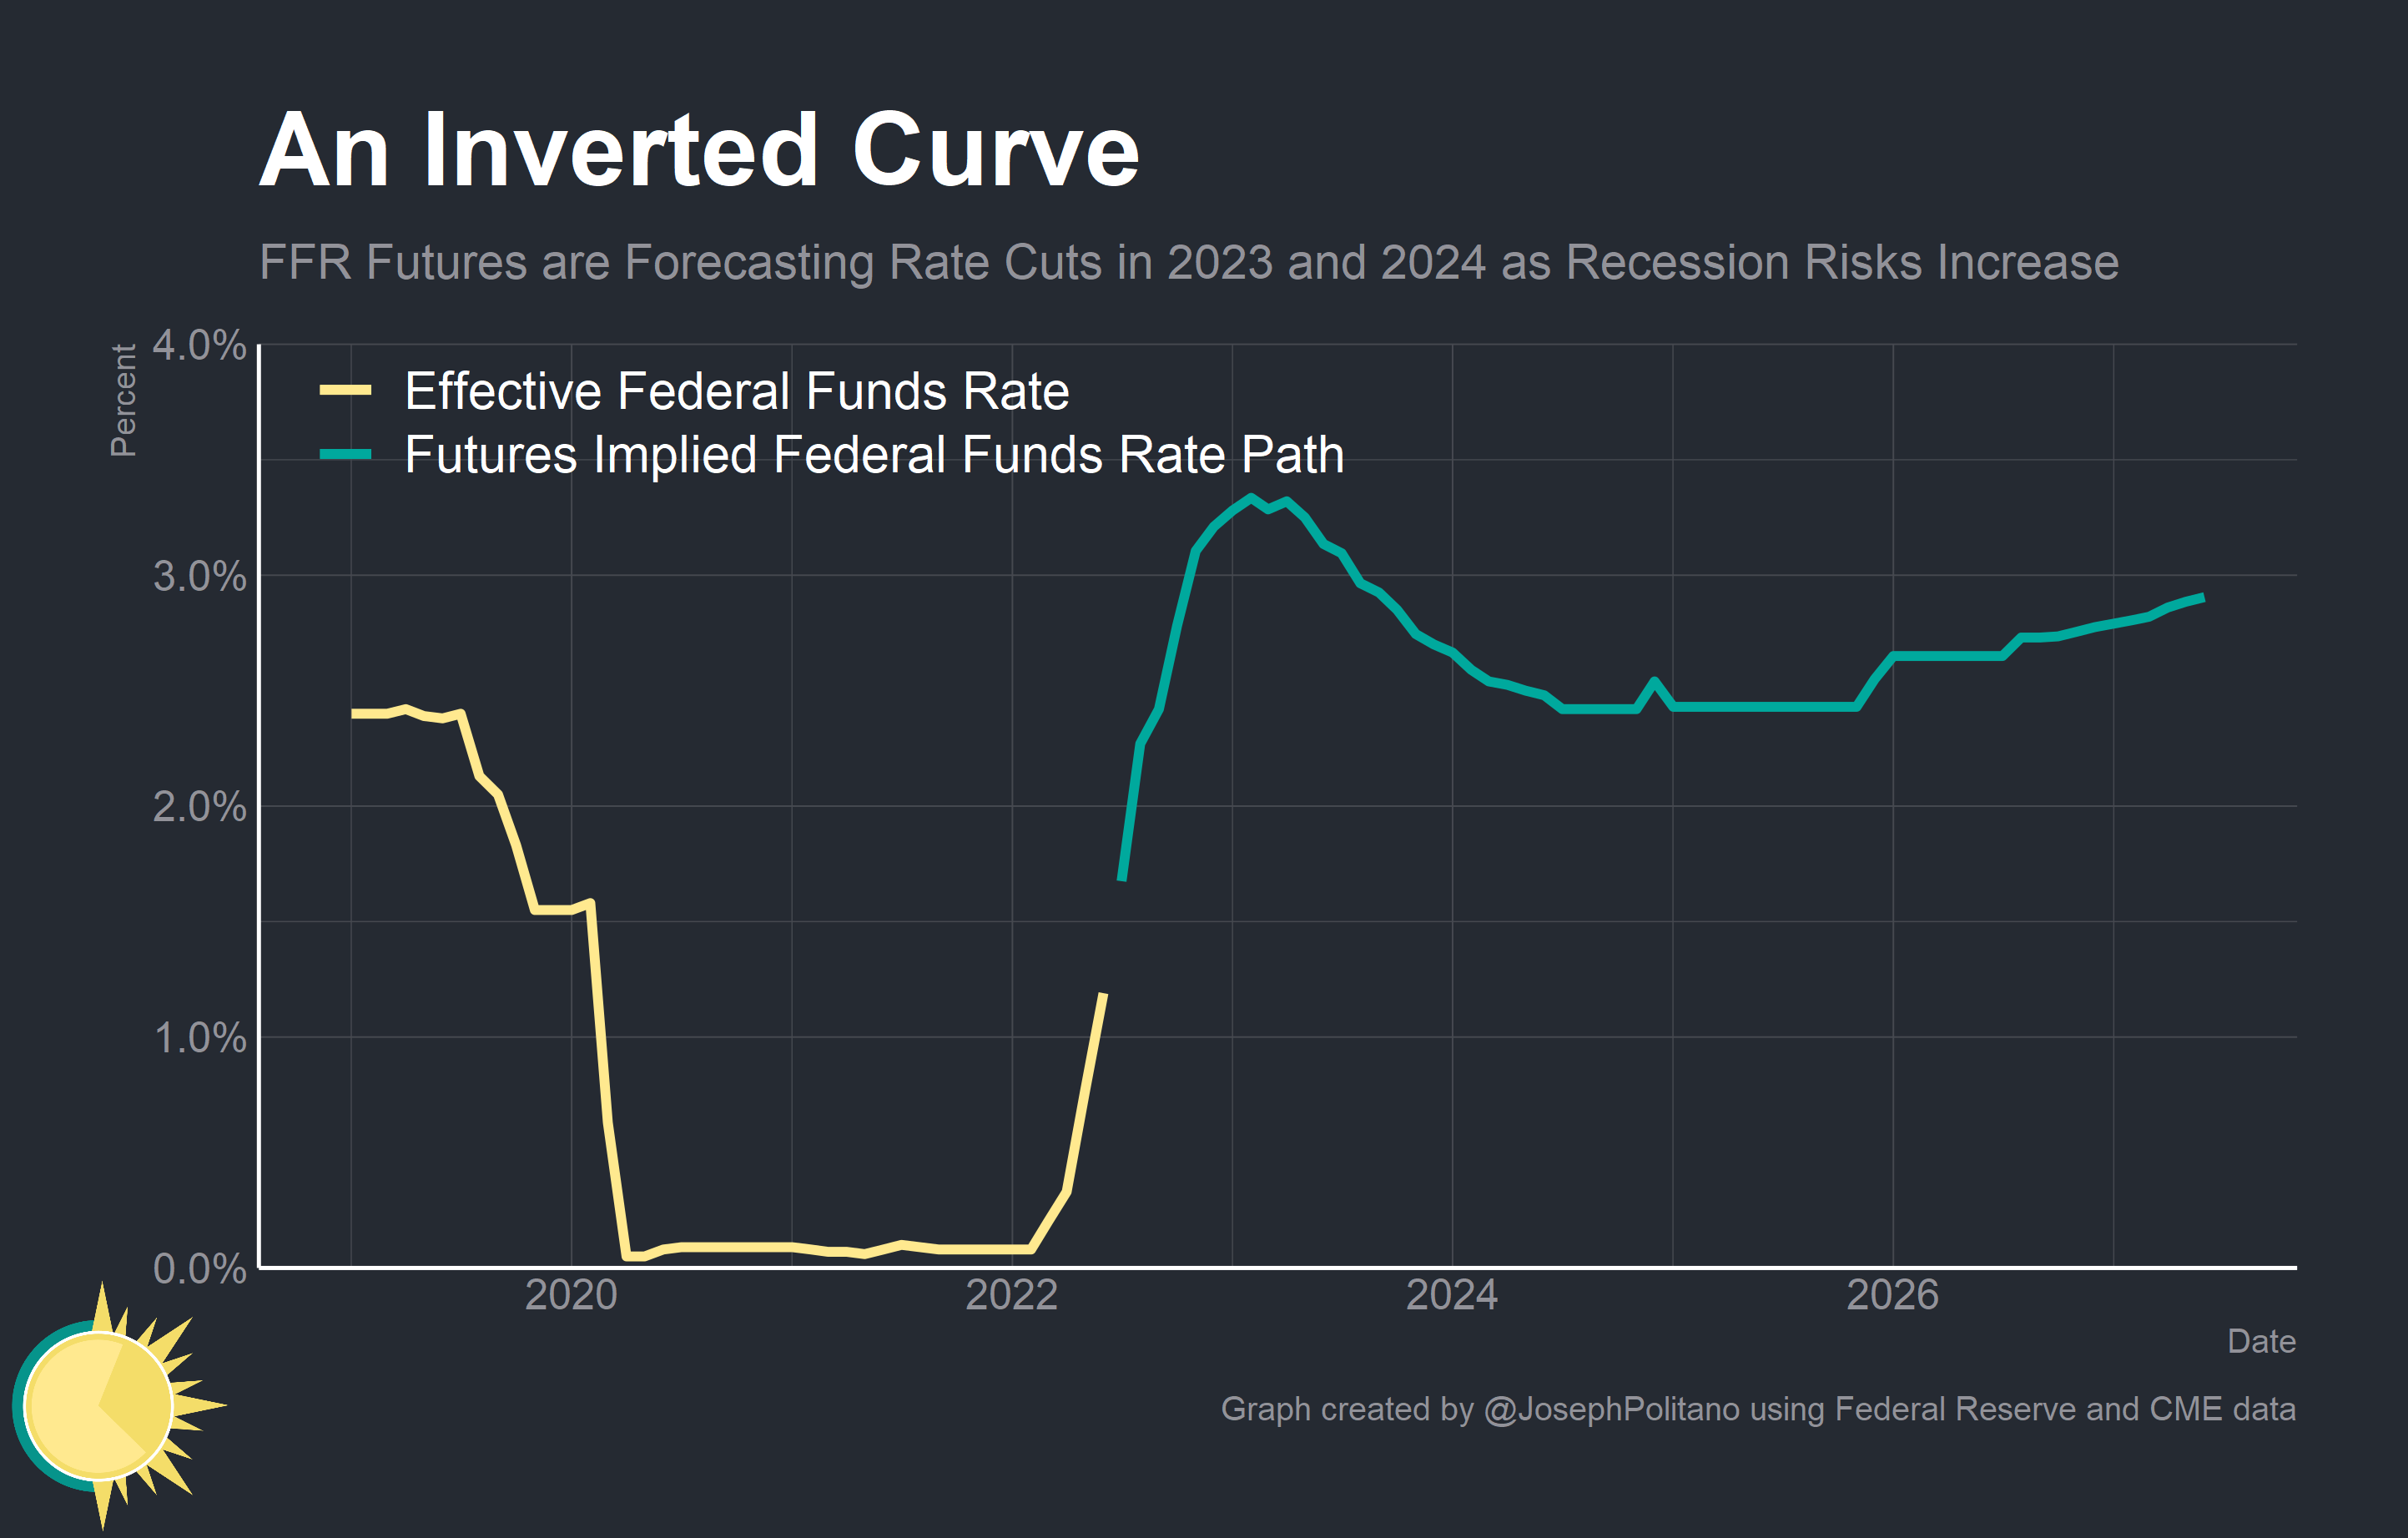 An Inverted Curve
FFR Futures are Forecasting Rate Cuts in 2023 and 2024 as Recession Risks Increase
Percent
4.0%
3.0%
2.0%
1.0%
0.0%
Effective Federal Funds Rate
Futures Implied Federal Funds Rate Path
2020
2022
2024
2026
Date
Graph created by @JosephPolitano using Federal Reserve and CME data